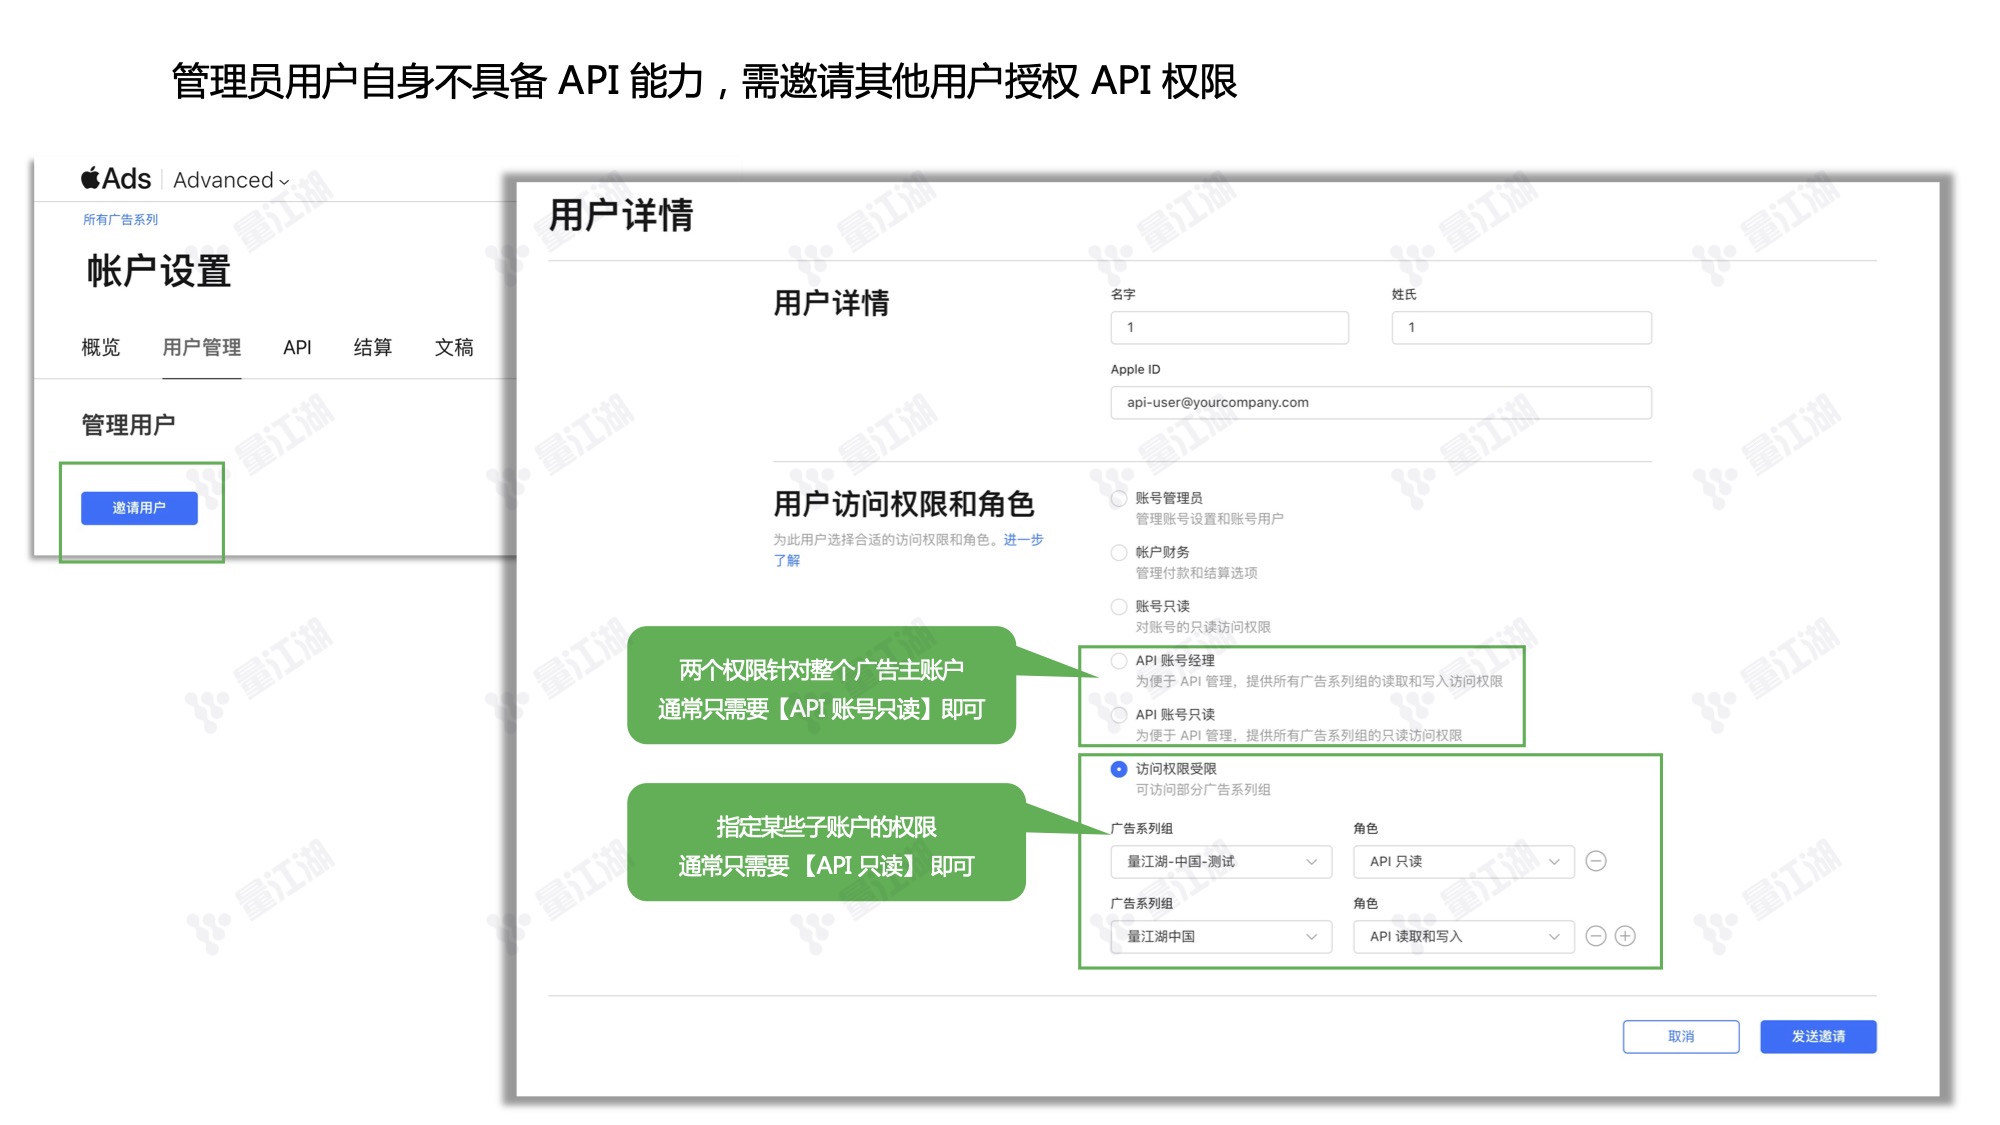 管理员用户自身不具备 API 能力，需邀请其他用户授权 API 权限
Ads Advanced
所有广告系列
帐户设置
概览 用户管理 API 结算 文稿
管理用户
邀请用户
用户详情
用户详情
名字 姓氏
1 1
Apple ID
api-user@yourcompany.com
用户访问权限和角色
为此用户选择合适的访问权限和角色。进一步
了解
账号管理员
管理账号设置和账号用户
帐户财务
管理付款和结算选项
账号只读
对账号的只读访问权限
API 账号经理
为便于 API 管理，提供所有广告系列组的读取和写入访问权限
API 账号只读
为便于 API 管理，提供所有广告系列组的只读访问权限
两个权限针对整个广告主账户
通常只需要【API 账号只读】即可
访问权限受限
可访问部分广告系列组
指定某些子账户的权限
通常只需要 【API 只读】 即可
广告系列组 角色
量江湖-中国-测试 API 只读
广告系列组 角色
量江湖中国 API 读取和写入
取消 发送邀请
量江湖